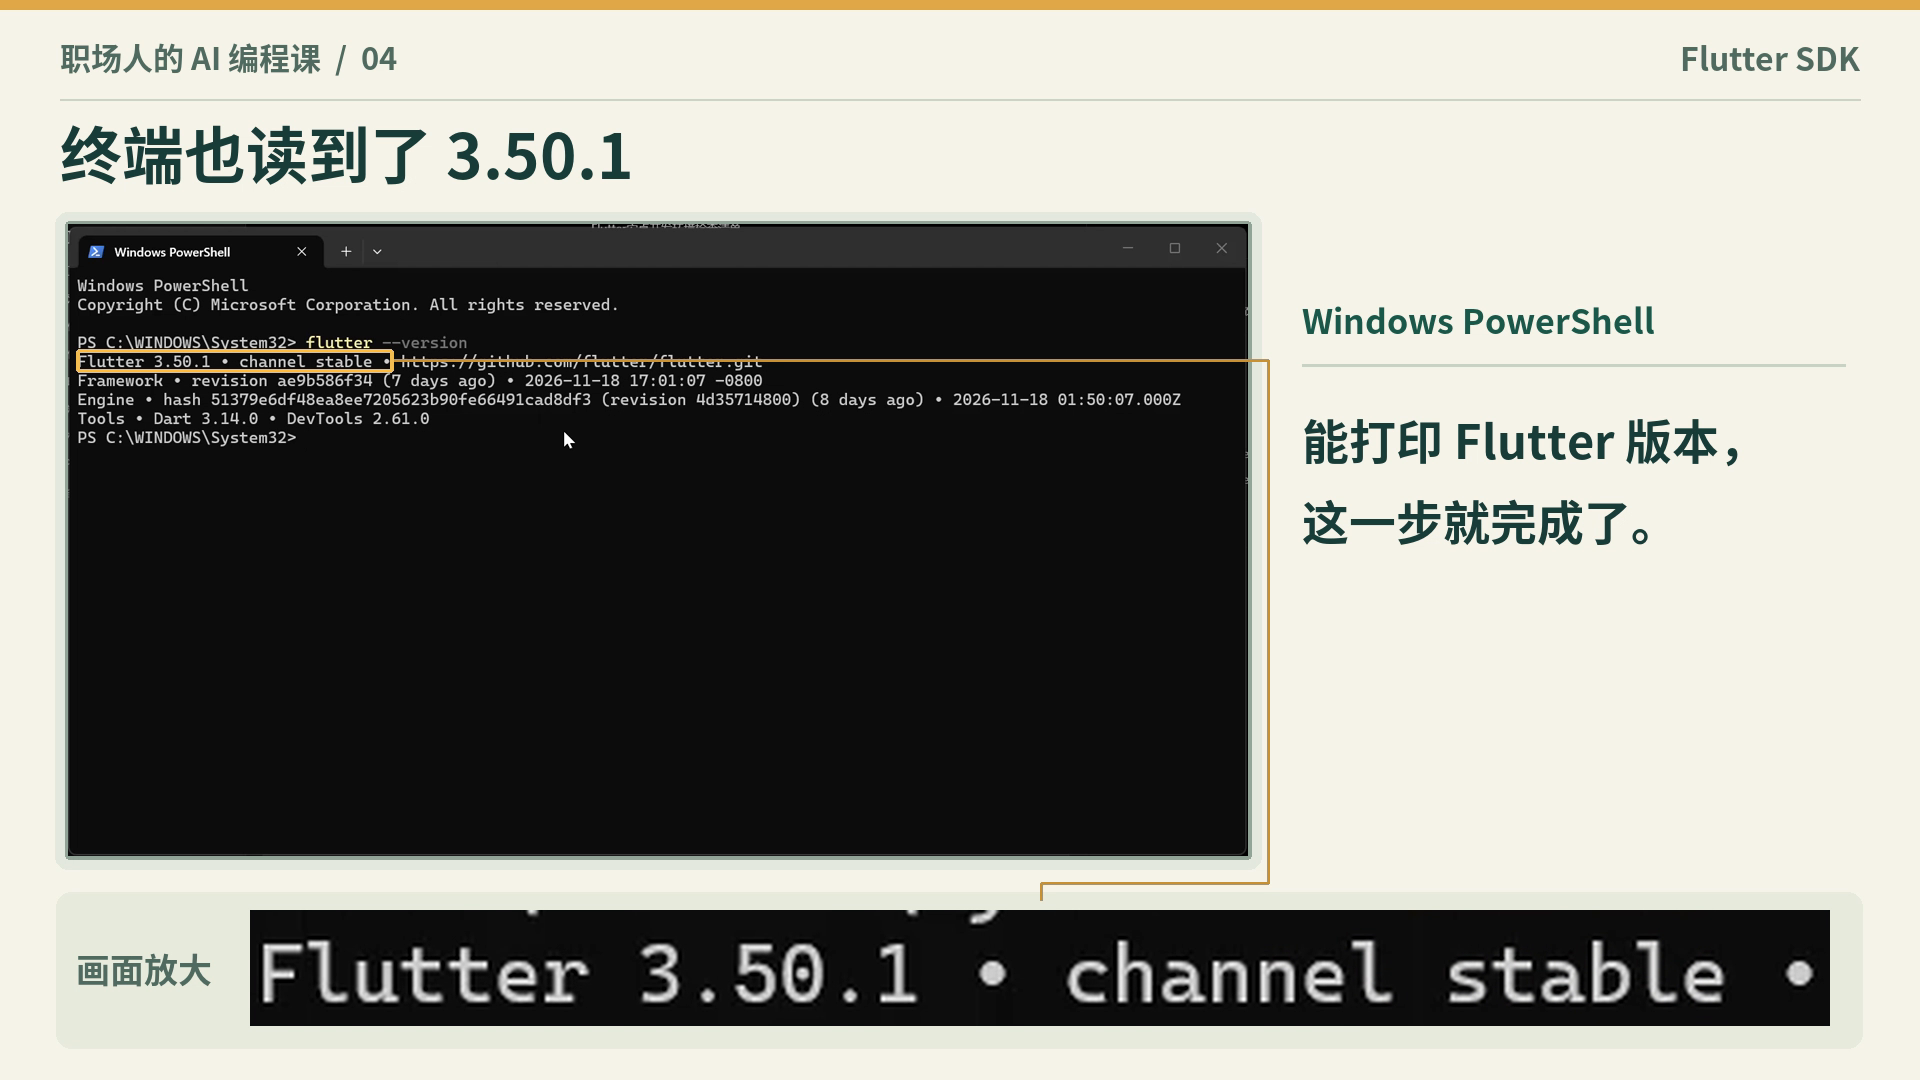 职场人的 AI 编程课 / 04
Flutter SDK
终端也读到了 3.50.1
Windows PowerShell
Windows PowerShell
Copyright (C) Microsoft Corporation. All rights reserved.
PS C:\WINDOWS\System32> flutter --version
Flutter 3.50.1 • channel stable • https://github.com/flutter/flutter.git
Framework • revision ae9b586f34 (7 days ago) • 2026-11-18 17:01:07 -0800
Engine • hash 51379e6df48ea8ee7205623b90fe66491cad8df3 (revision 4d35714800) (8 days ago) • 2026-11-18 01:50:07.000Z
Tools • Dart 3.14.0 • DevTools 2.61.0
PS C:\WINDOWS\System32>
Windows PowerShell
能打印 Flutter 版本，
这一步就完成了。
画面放大
Flutter 3.50.1 • channel stable •